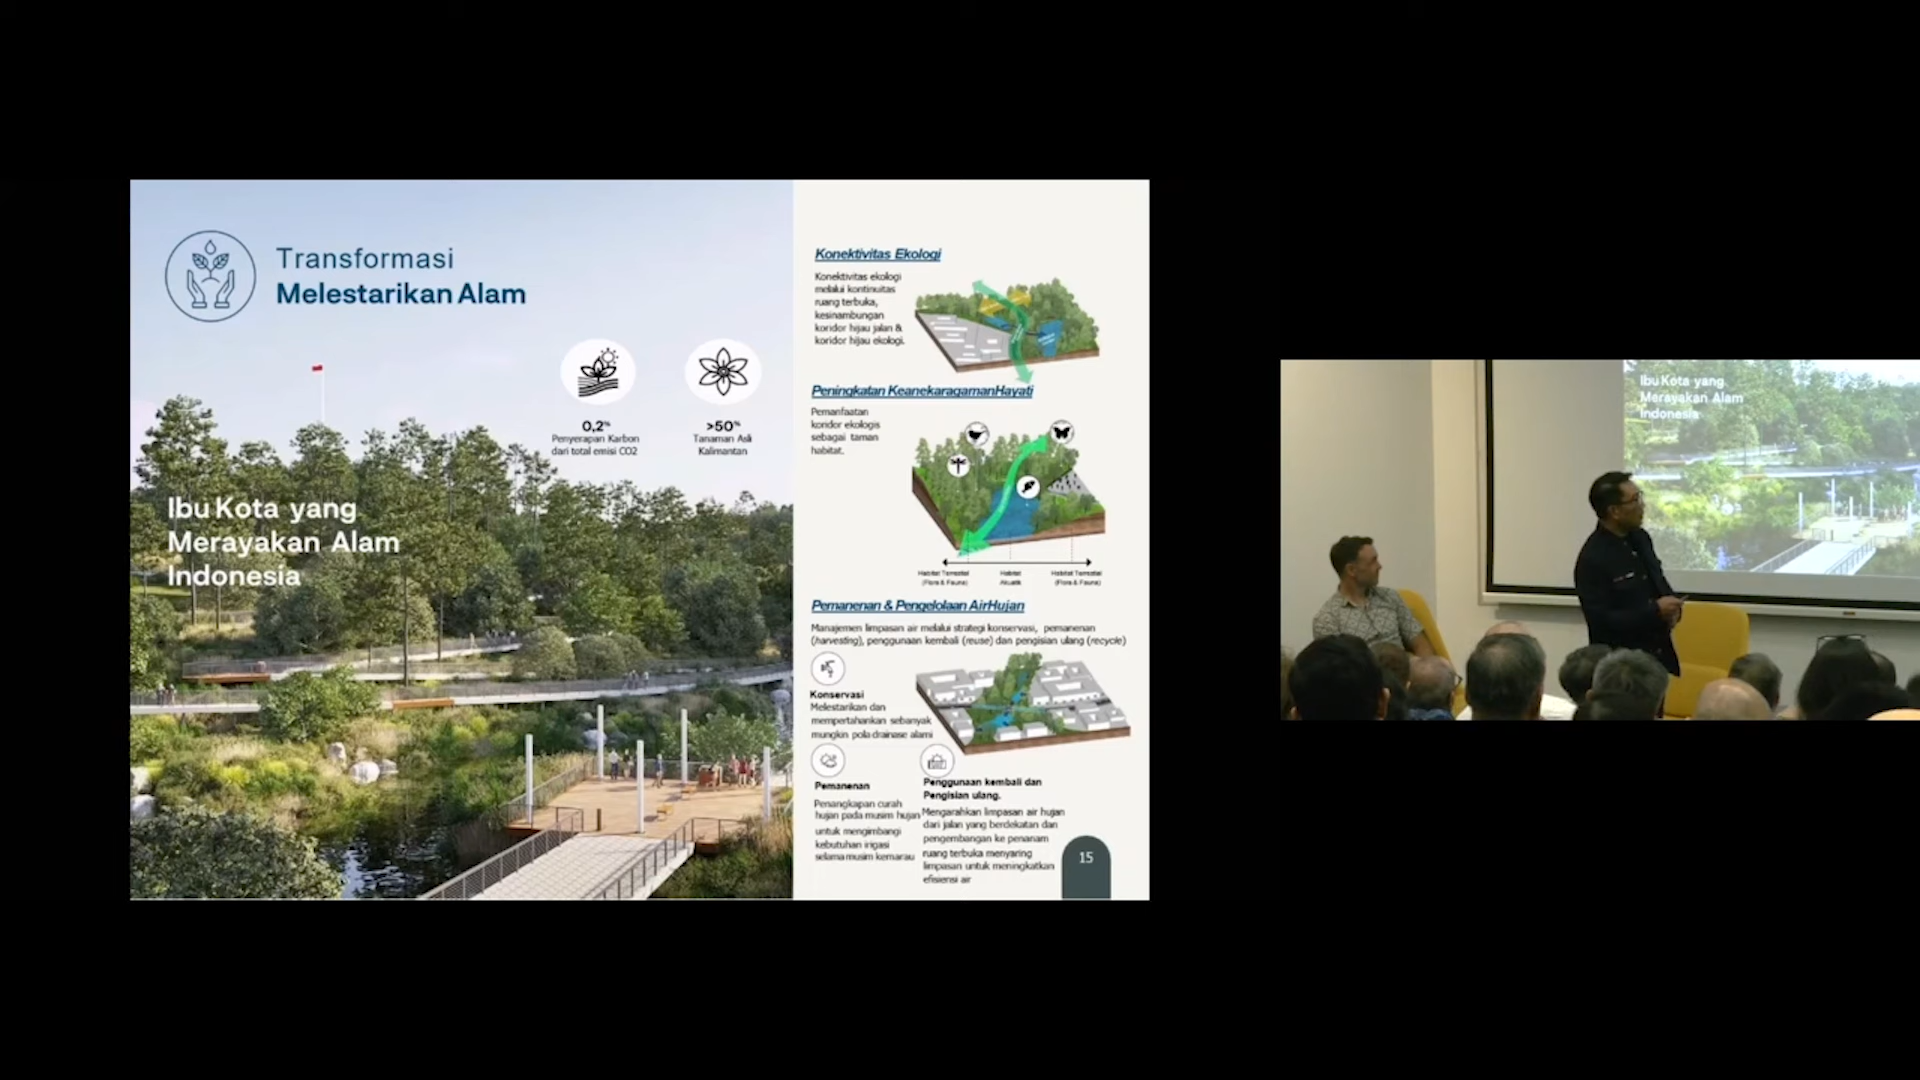 Transformasi
Melestarikan Alam
0,2%
Penyerapan Karbon
dari total emisi CO2
>50%
Tanaman Asli
Kalimantan
Ibu Kota yang
Merayakan Alam
Indonesia
Konektivitas Ekologi
Konektivitas ekologi
melalui kontinuitas
ruang terbuka,
kesinambungan
koridor hijau jalan &
koridor hijau ekologi.
Peningkatan KeanekaragamanHayati
Pemanfaatan
koridor ekologis
sebagai taman
habitat.
Habitat Terrestrial
(Flora & Fauna)
Habitat
Akuatik
Habitat Terrestrial
(Flora & Fauna)
Pemanenan & Pengelolaan AirHujan
Manajemen limpasan air melalui strategi konservasi, pemanenan
(harvesting), penggunaan kembali (reuse) dan pengisian ulang (recycle)
Konservasi
Melestarikan dan
mempertahankan sebanyak
mungkin pola drainase alami
Pemanenan
Penangkapan curah
hujan pada musim hujan
untuk mengimbangi
kebutuhan irigasi
selama musim kemarau
Penggunaan kembali dan
Pengisian ulang.
Mengarahkan limpasan air hujan
dari jalan yang berdekatan dan
pengembangan ke penanam
ruang terbuka menyaring
limpasan untuk meningkatkan
efisiensi air
15
Ibu Kota yang
Merayakan Alam
Indonesia